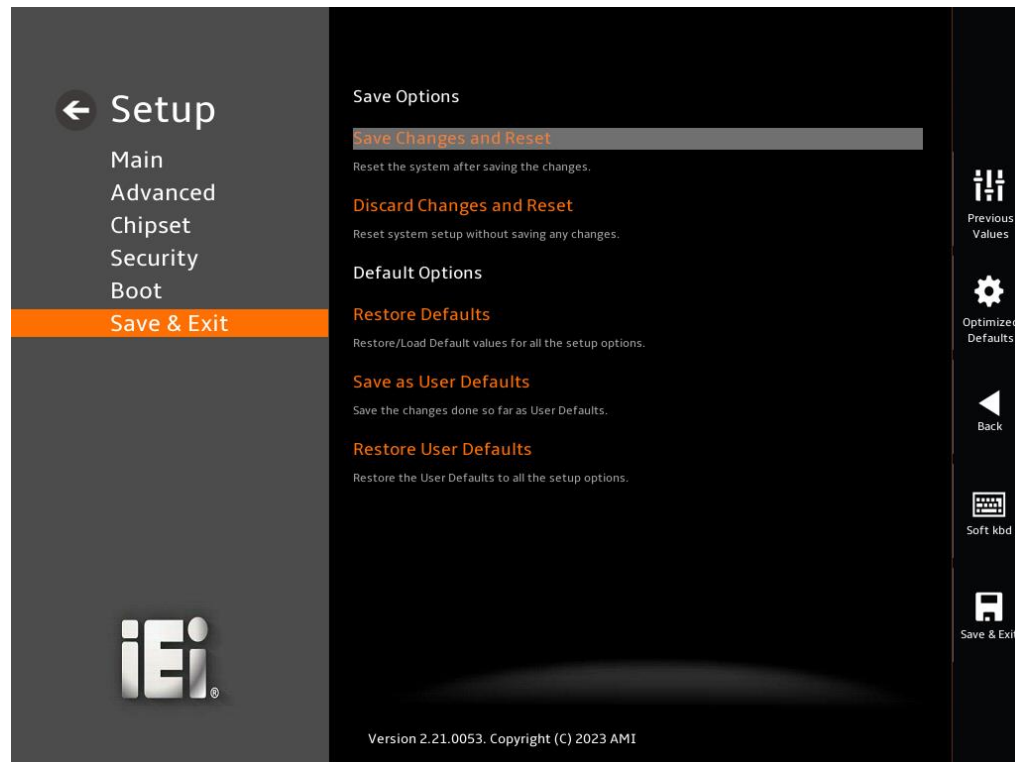 Setup
Main
Advanced
Chipset
Security
Boot
Save & Exit
iEi®
Save Options
Save Changes and Reset
Reset the system after saving the changes.
Discard Changes and Reset
Reset system setup without saving any changes.
Default Options
Restore Defaults
Restore/Load Default values for all the setup options.
Save as User Defaults
Save the changes done so far as User Defaults.
Restore User Defaults
Restore the User Defaults to all the setup options.
Version 2.21.0053. Copyright (C) 2023 AMI
Previous
Values
Optimized
Defaults
Back
Soft kbd
Save & Exi